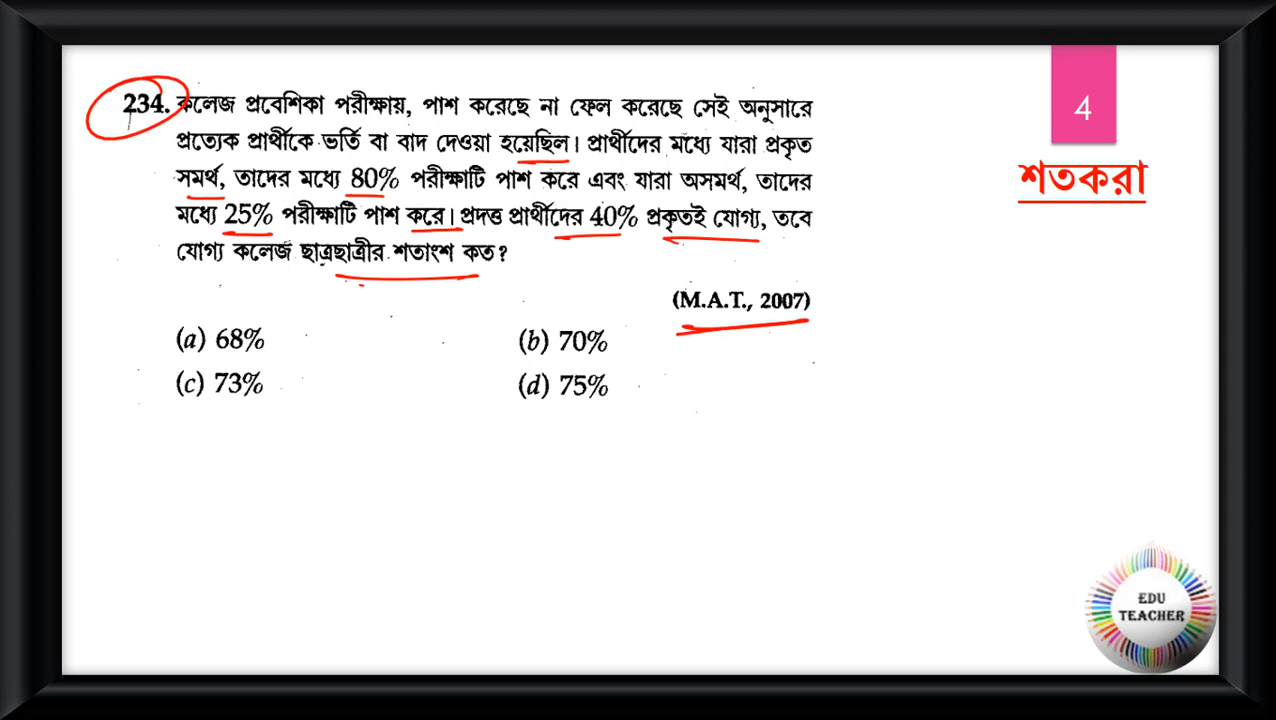 4
শতকরা
234. কলেজ প্রবেশিকা পরীক্ষায়, পাশ করেছে না ফেল করেছে সেই অনুসারে
প্রত্যেক প্রার্থীকে ভর্তি বা বাদ দেওয়া হয়েছিল। প্রার্থীদের মধ্যে যারা প্রকৃত
সমর্থ, তাদের মধ্যে 80% পরীক্ষাটি পাশ করে এবং যারা অসমর্থ, তাদের
মধ্যে 25% পরীক্ষাটি পাশ করে। প্রদত্ত প্রার্থীদের 40% প্রকৃতই যোগ্য, তবে
যোগ্য কলেজ ছাত্রছাত্রীর শতাংশ কত?
(M.A.T., 2007)
(a) 68% (b) 70%
(c) 73% (d) 75%
EDU
TEACHER